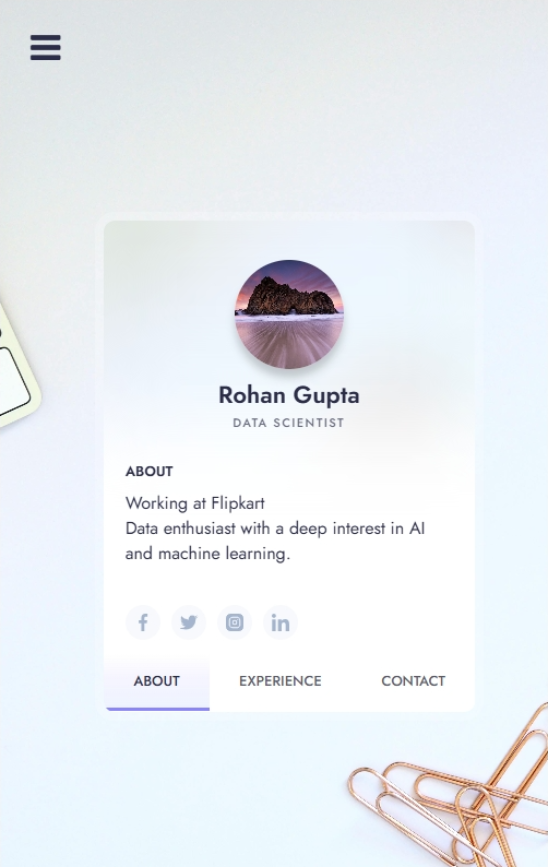 Rohan Gupta
DATA SCIENTIST
ABOUT
Working at Flipkart
Data enthusiast with a deep interest in AI
and machine learning.
ABOUT
EXPERIENCE
CONTACT